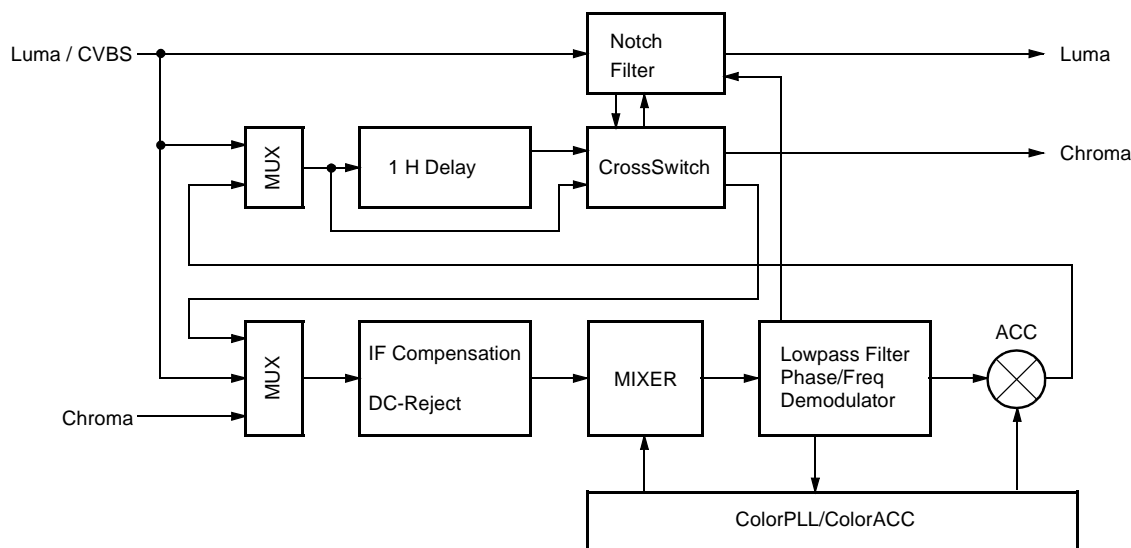 Luma / CVBS
Notch
Filter
Luma
MUX
1 H Delay
CrossSwitch
Chroma
ACC
MUX
IF Compensation
DC-Reject
MIXER
Lowpass Filter
Phase/Freq
Demodulator
Chroma
ColorPLL/ColorACC